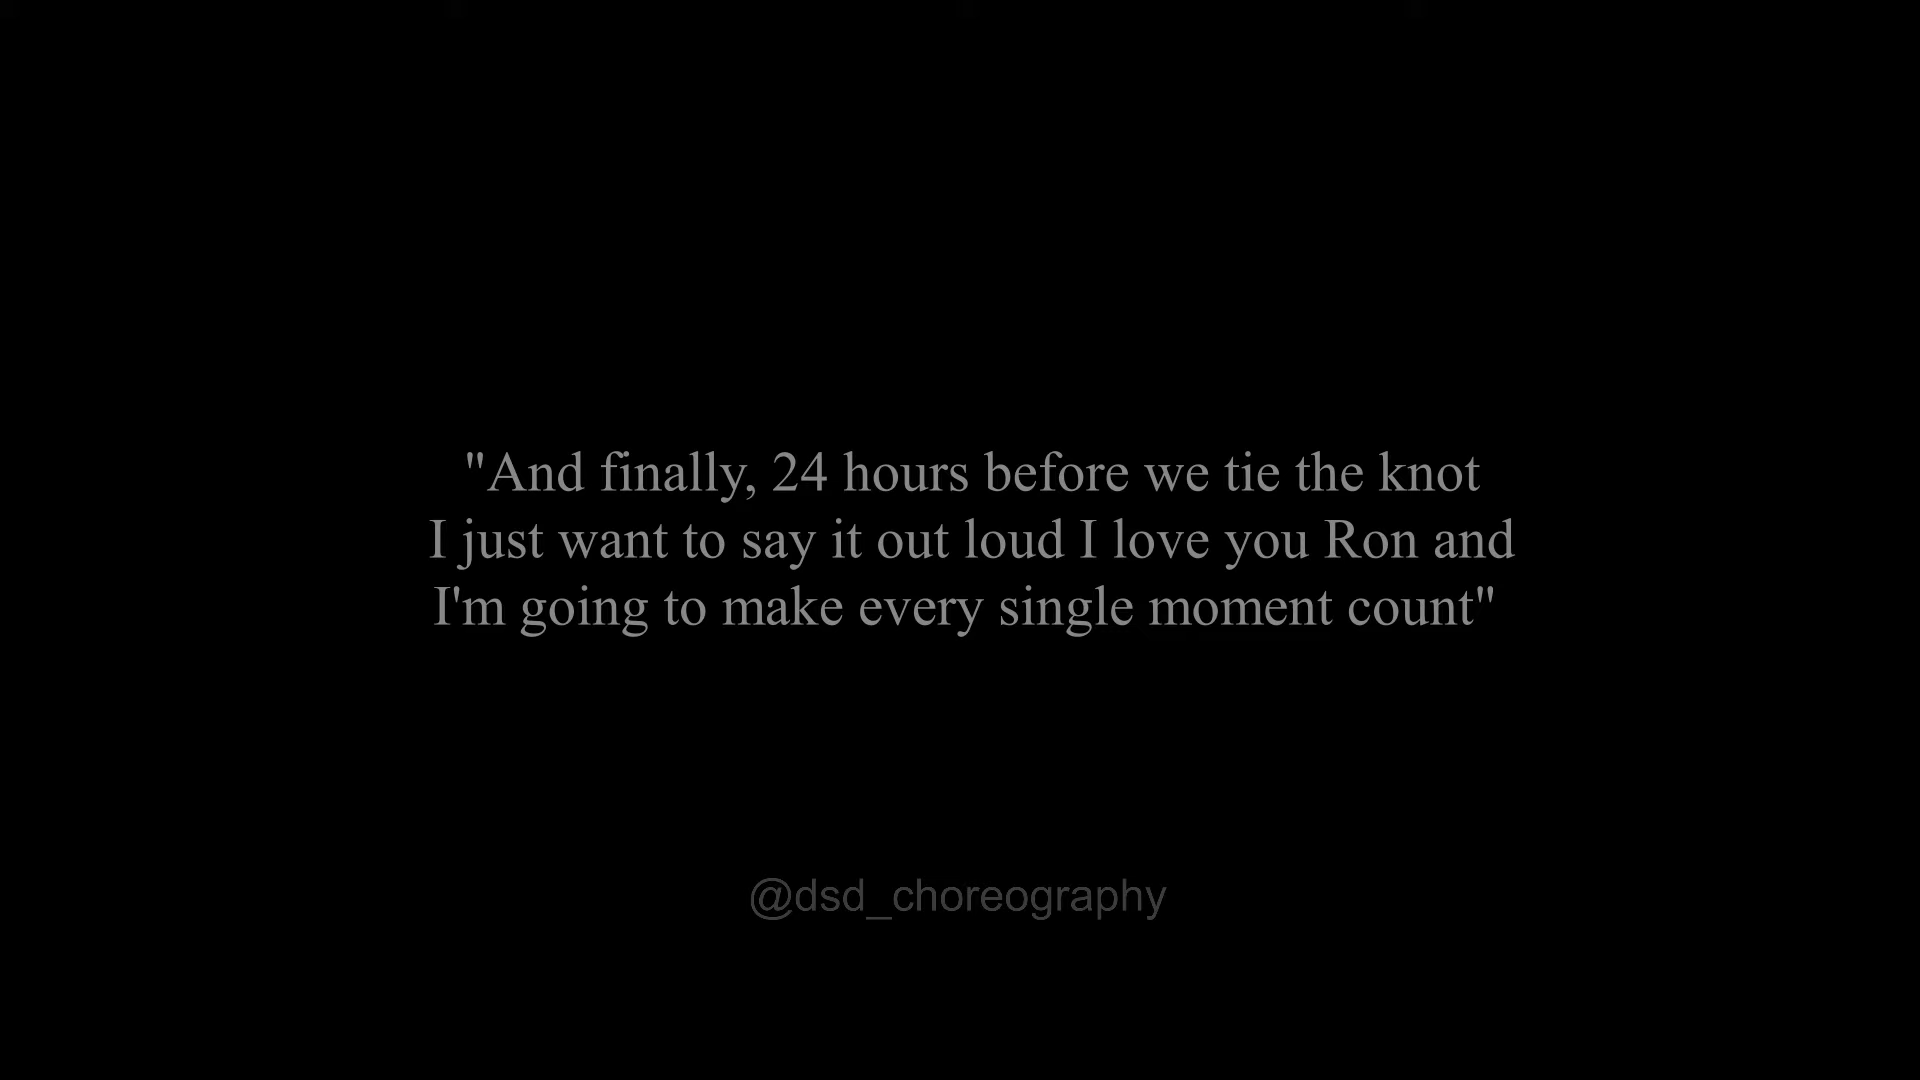 "And finally, 24 hours before we tie the knot
I just want to say it out loud I love you Ron and
I'm going to make every single moment count"
@dsd_choreography